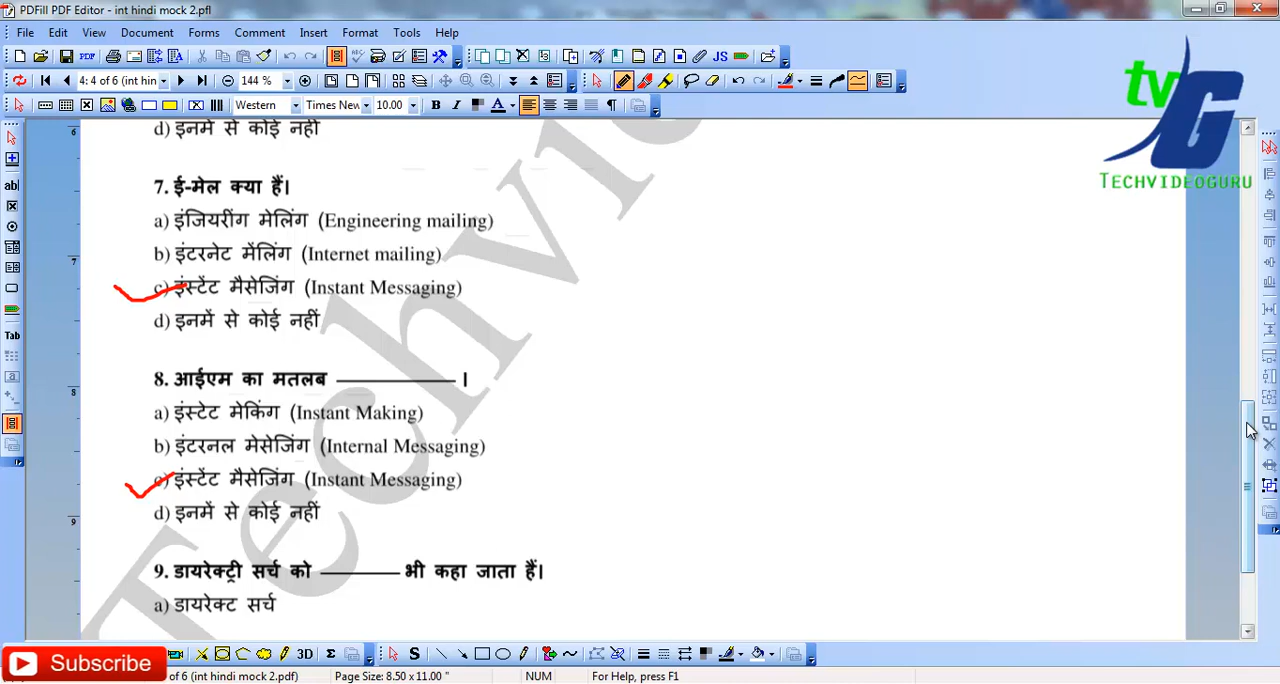 PDFill PDF Editor - int hindi mock 2.pfl
File Edit View Document Forms Comment Insert Format Tools Help
4: 4 of 6 (int hin 144 %
Western Times New 10.00
d) इनमें से कोई नहीं
7. ई-मेल क्या हैं।
a) इंजियरींग मेलिंग (Engineering mailing)
b) इंटरनेट मेंलिंग (Internet mailing)
c) इंस्टेंट मैसेजिंग (Instant Messaging)
d) इनमें से कोई नहीं
8. आईएम का मतलब ____________ ।
a) इंस्टेट मेकिंग (Instant Making)
b) इंटरनल मेसेजिंग (Internal Messaging)
c) इंस्टेंट मैसेजिंग (Instant Messaging)
d) इनमें से कोई नहीं
9. डायरेक्ट्री सर्च को ________ भी कहा जाता हैं।
a) डायरेक्ट सर्च
Techvi
tvG
TECHVIDEOGURU
Subscribe
of 6 (int hindi mock 2.pfl) Page Size: 8.50 x 11.00 " NUM For Help, press F1